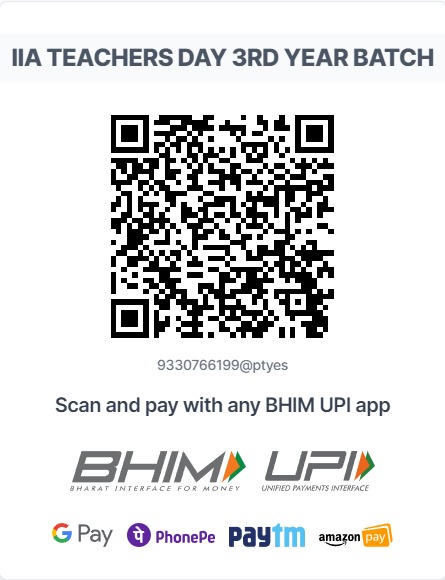 IIA TEACHERS DAY 3RD YEAR BATCH
9330766199@ptyes
Scan and pay with any BHIM UPI app
BHIM UPI
BHARAT INTERFACE FOR MONEY UNIFIED PAYMENTS INTERFACE
G Pay PhonePe paytm amazon pay